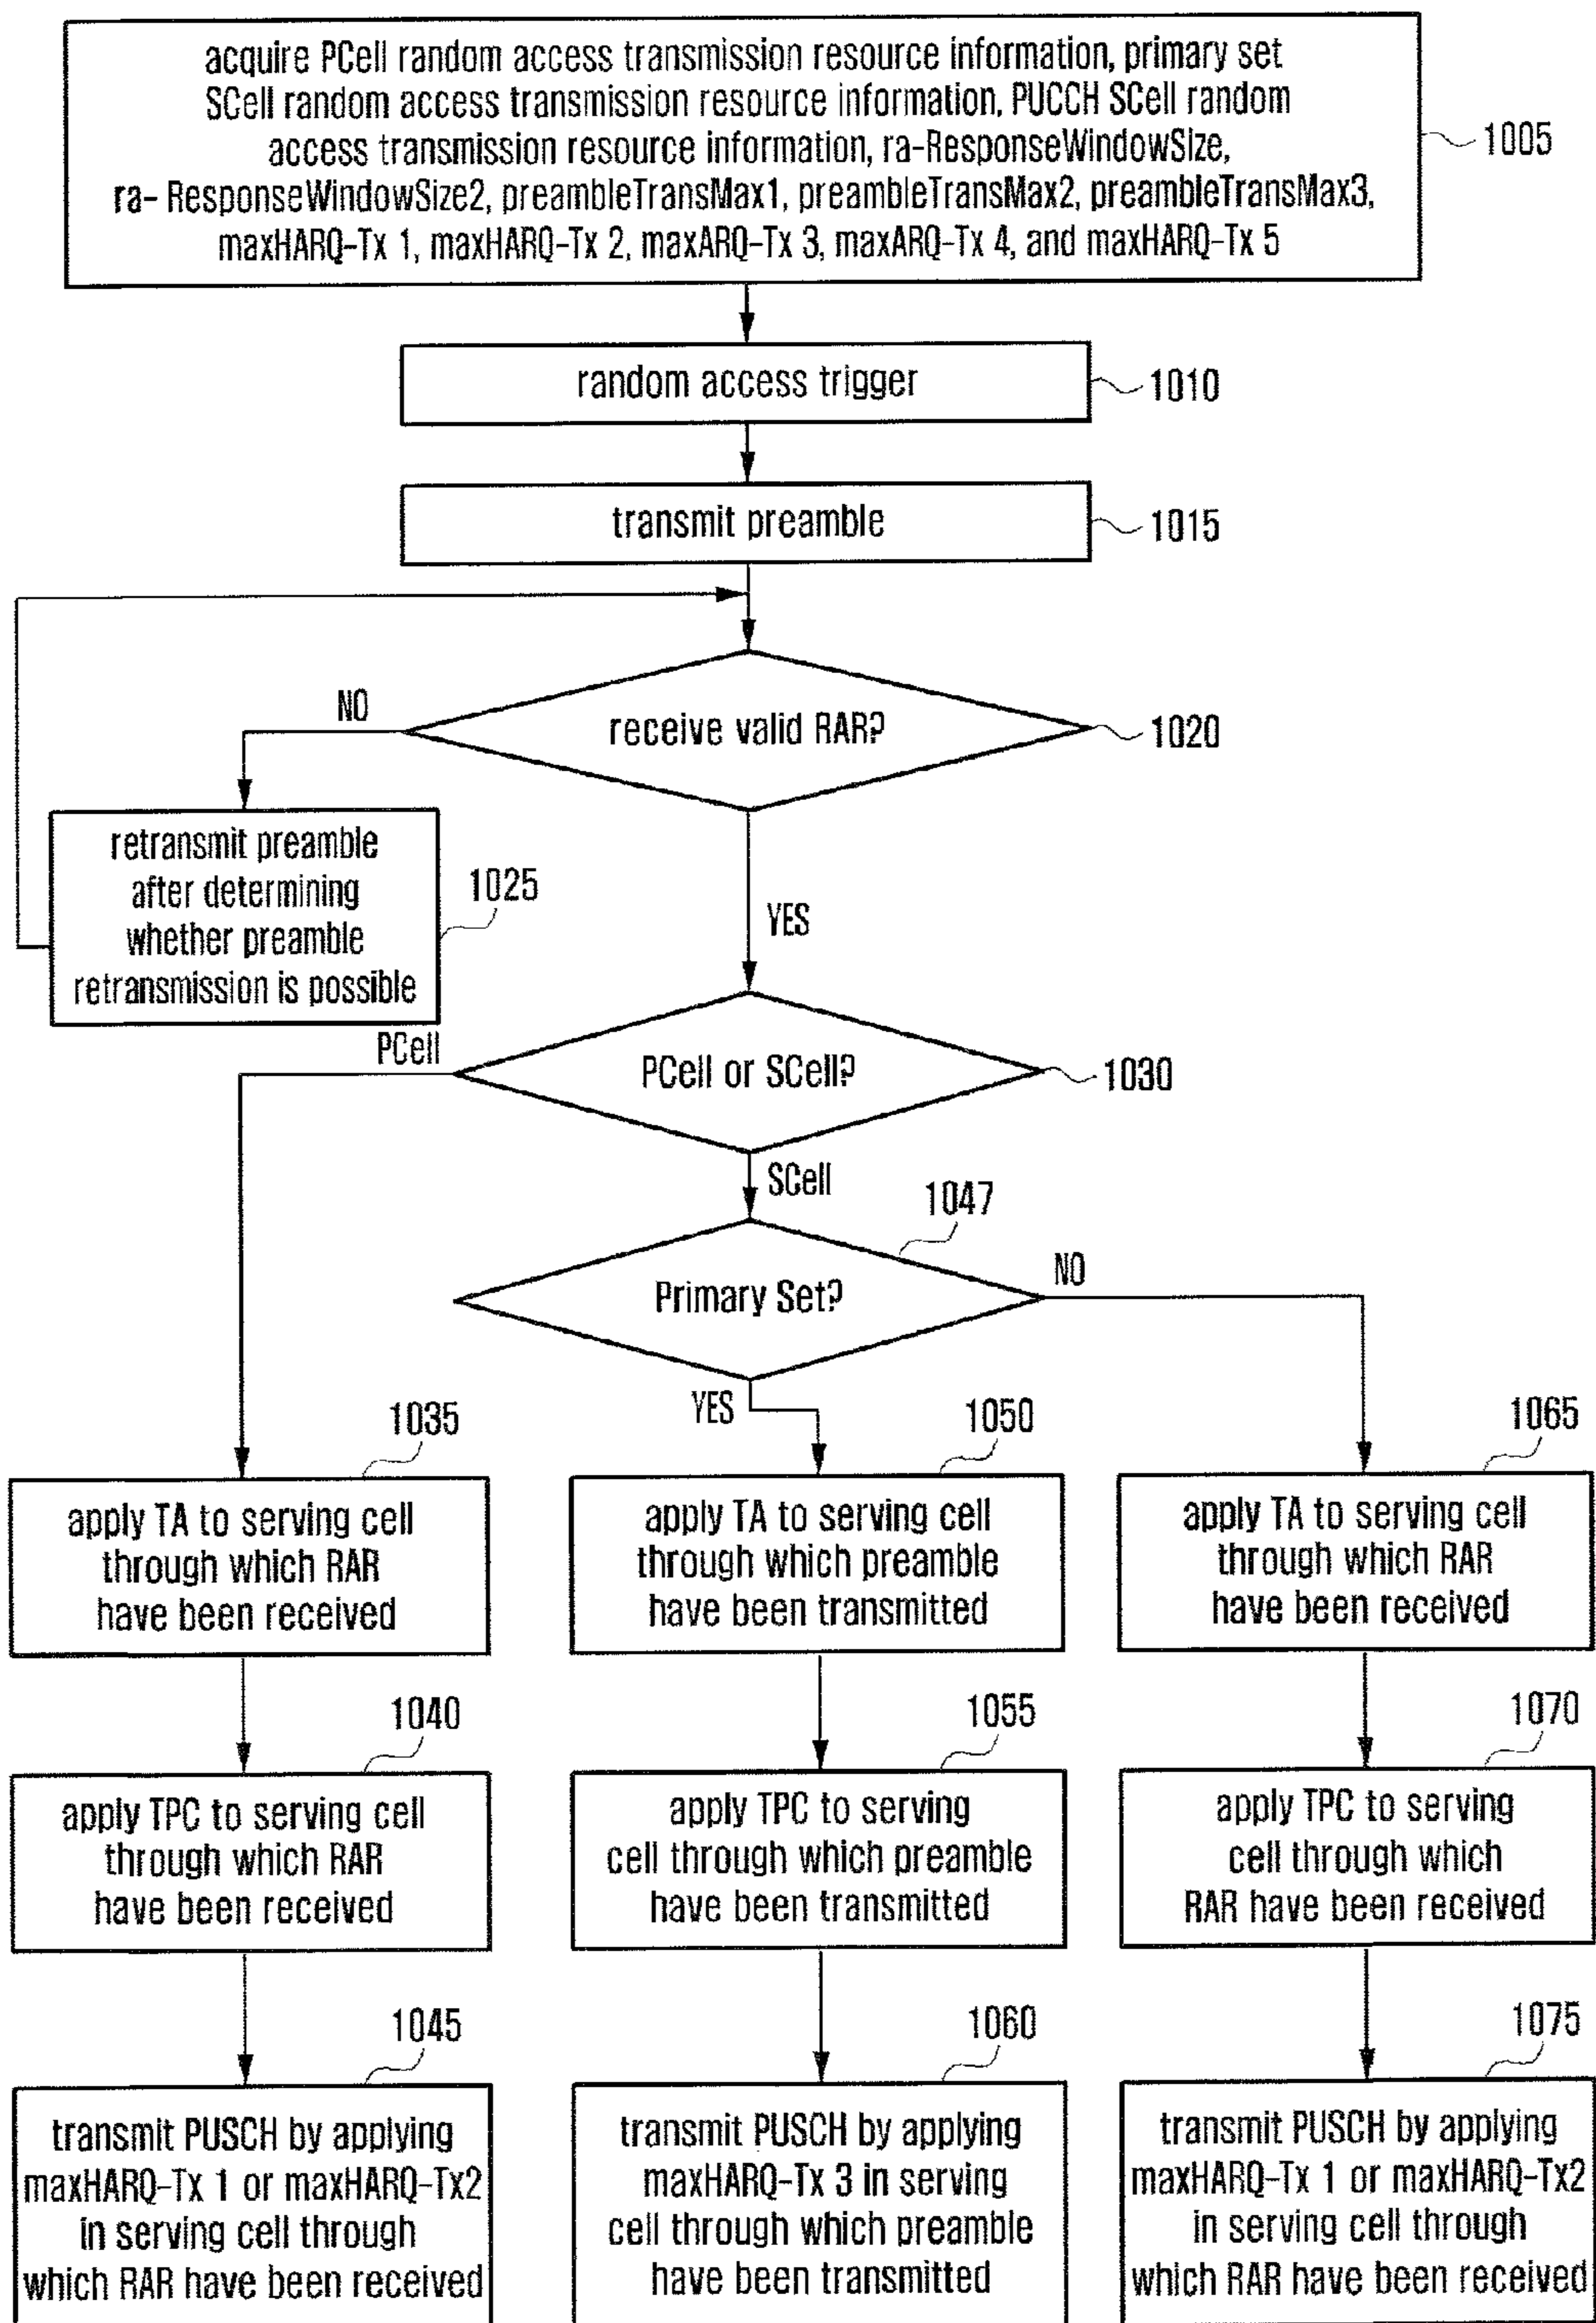 acquire PCell random access transmission resource information, primary set
SCell random access transmission resource information, PUCCH SCell random
access transmission resource information, ra-ResponseWindowSize,
ra- ResponseWindowSize2, preambleTransMax1, preambleTransMax2, preambleTransMax3,
maxHARQ-Tx 1, maxHARQ-Tx 2, maxARQ-Tx 3, maxARQ-Tx 4, and maxHARQ-Tx 5
1005
random access trigger
1010
transmit preamble
1015
receive valid RAR?
1020
NO
YES
retransmit preamble
after determining
whether preamble
retransmission is possible
1025
PCell or SCell?
1030
PCell
SCell
Primary Set?
1047
NO
YES
1035
apply TA to serving cell
through which RAR
have been received
1040
apply TPC to serving cell
through which RAR
have been received
1045
transmit PUSCH by applying
maxHARQ-Tx 1 or maxHARQ-Tx2
in serving cell through
which RAR have been received
1050
apply TA to serving cell
through which preamble
have been transmitted
1055
apply TPC to serving
cell through which preamble
have been transmitted
1060
transmit PUSCH by applying
maxHARQ-Tx 3 in serving
cell through which preamble
have been transmitted
1065
apply TA to serving cell
through which RAR
have been received
1070
apply TPC to serving
cell through which
RAR have been received
1075
transmit PUSCH by applying
maxHARQ-Tx 1 or maxHARQ-Tx2
in serving cell through
which RAR have been received